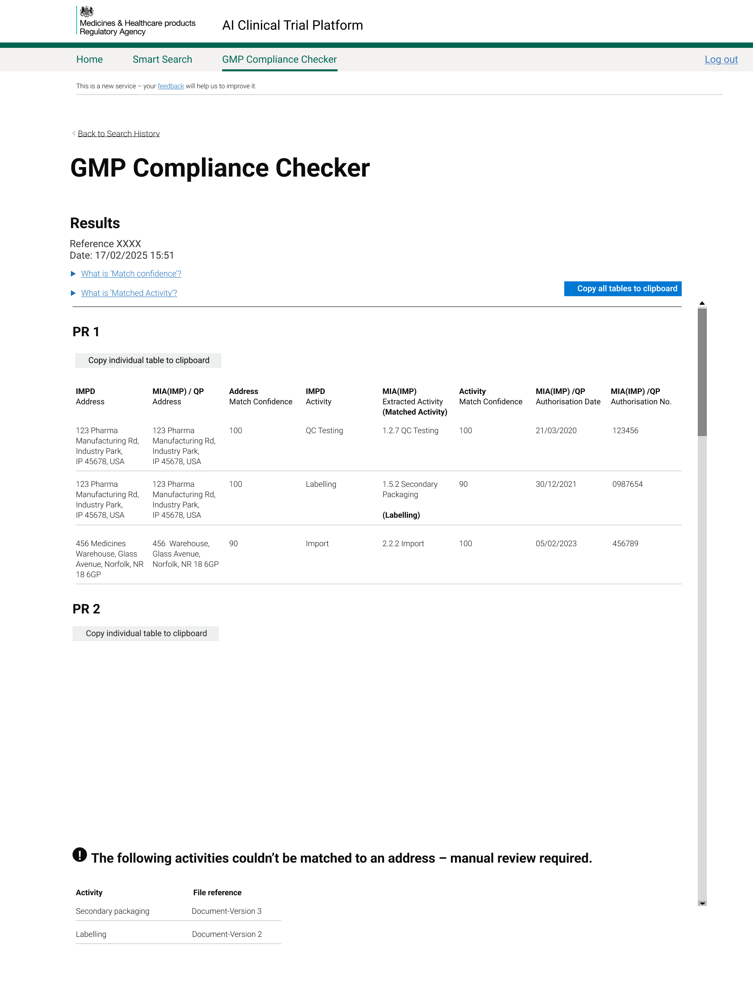 Medicines & Healthcare products
Regulatory Agency
AI Clinical Trial Platform
Home Smart Search GMP Compliance Checker Log out
This is a new service – your feedback will help us to improve it.
Back to Search History
GMP Compliance Checker
Results
Reference XXXX
Date: 17/02/2025 15:51
What is ‘Match confidence’?
What is ‘Matched Activity’?
Copy all tables to clipboard
PR 1
Copy individual table to clipboard
IMPD MIA(IMP) / QP Address IMPD MIA(IMP) Activity MIA(IMP) /QP MIA(IMP) /QP
Address Address Match Confidence Activity Extracted Activity Match Confidence Authorisation Date Authorisation No.
(Matched Activity)
123 Pharma 123 Pharma 100 QC Testing 1.2.7 QC Testing 100 21/03/2020 123456
Manufacturing Rd, Manufacturing Rd,
Industry Park, Industry Park,
IP 45678, USA IP 45678, USA
123 Pharma 123 Pharma 100 Labelling 1.5.2 Secondary 90 30/12/2021 0987654
Manufacturing Rd, Manufacturing Rd, Packaging
Industry Park, Industry Park,
IP 45678, USA IP 45678, USA (Labelling)
456 Medicines 456 Warehouse, 90 Import 2.2.2 Import 100 05/02/2023 456789
Warehouse, Glass Glass Avenue,
Avenue, Norfolk, NR Norfolk, NR 18 6GP
18 6GP
PR 2
Copy individual table to clipboard
The following activities couldn’t be matched to an address – manual review required.
Activity File reference
Secondary packaging Document-Version 3
Labelling Document-Version 2